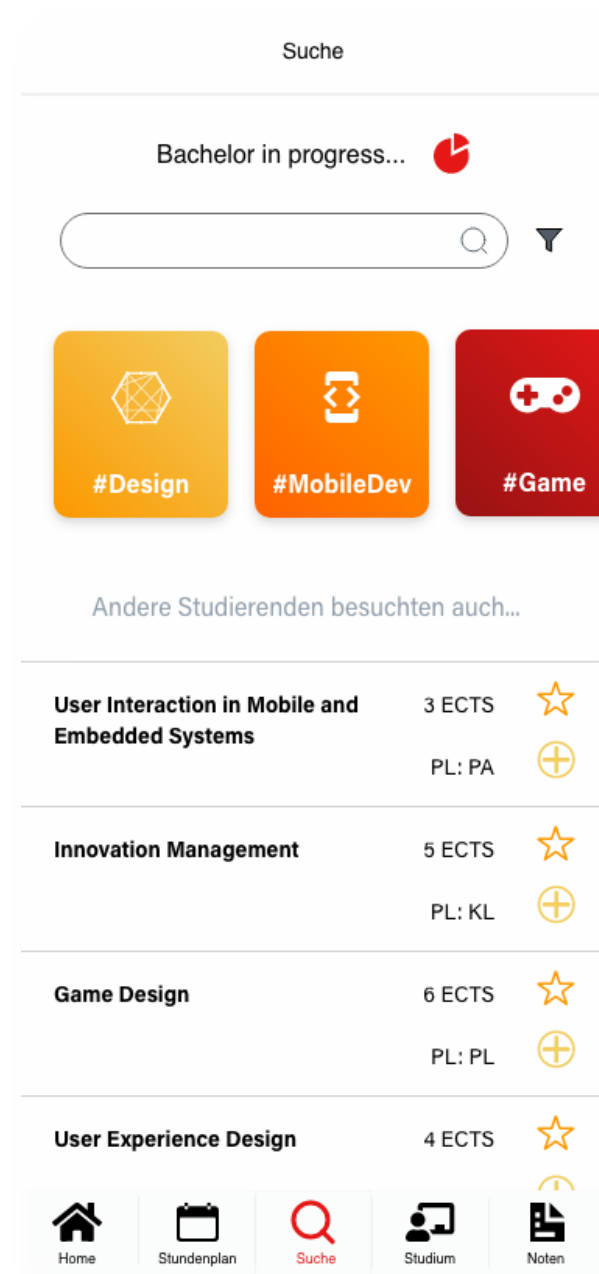 Suche
Bachelor in progress...
#Design
#MobileDev
#Game
Andere Studierenden besuchten auch...
User Interaction in Mobile and
Embedded Systems
3 ECTS
PL: PA
Innovation Management
5 ECTS
PL: KL
Game Design
6 ECTS
PL: PL
User Experience Design
4 ECTS
Home
Stundenplan
Suche
Studium
Noten